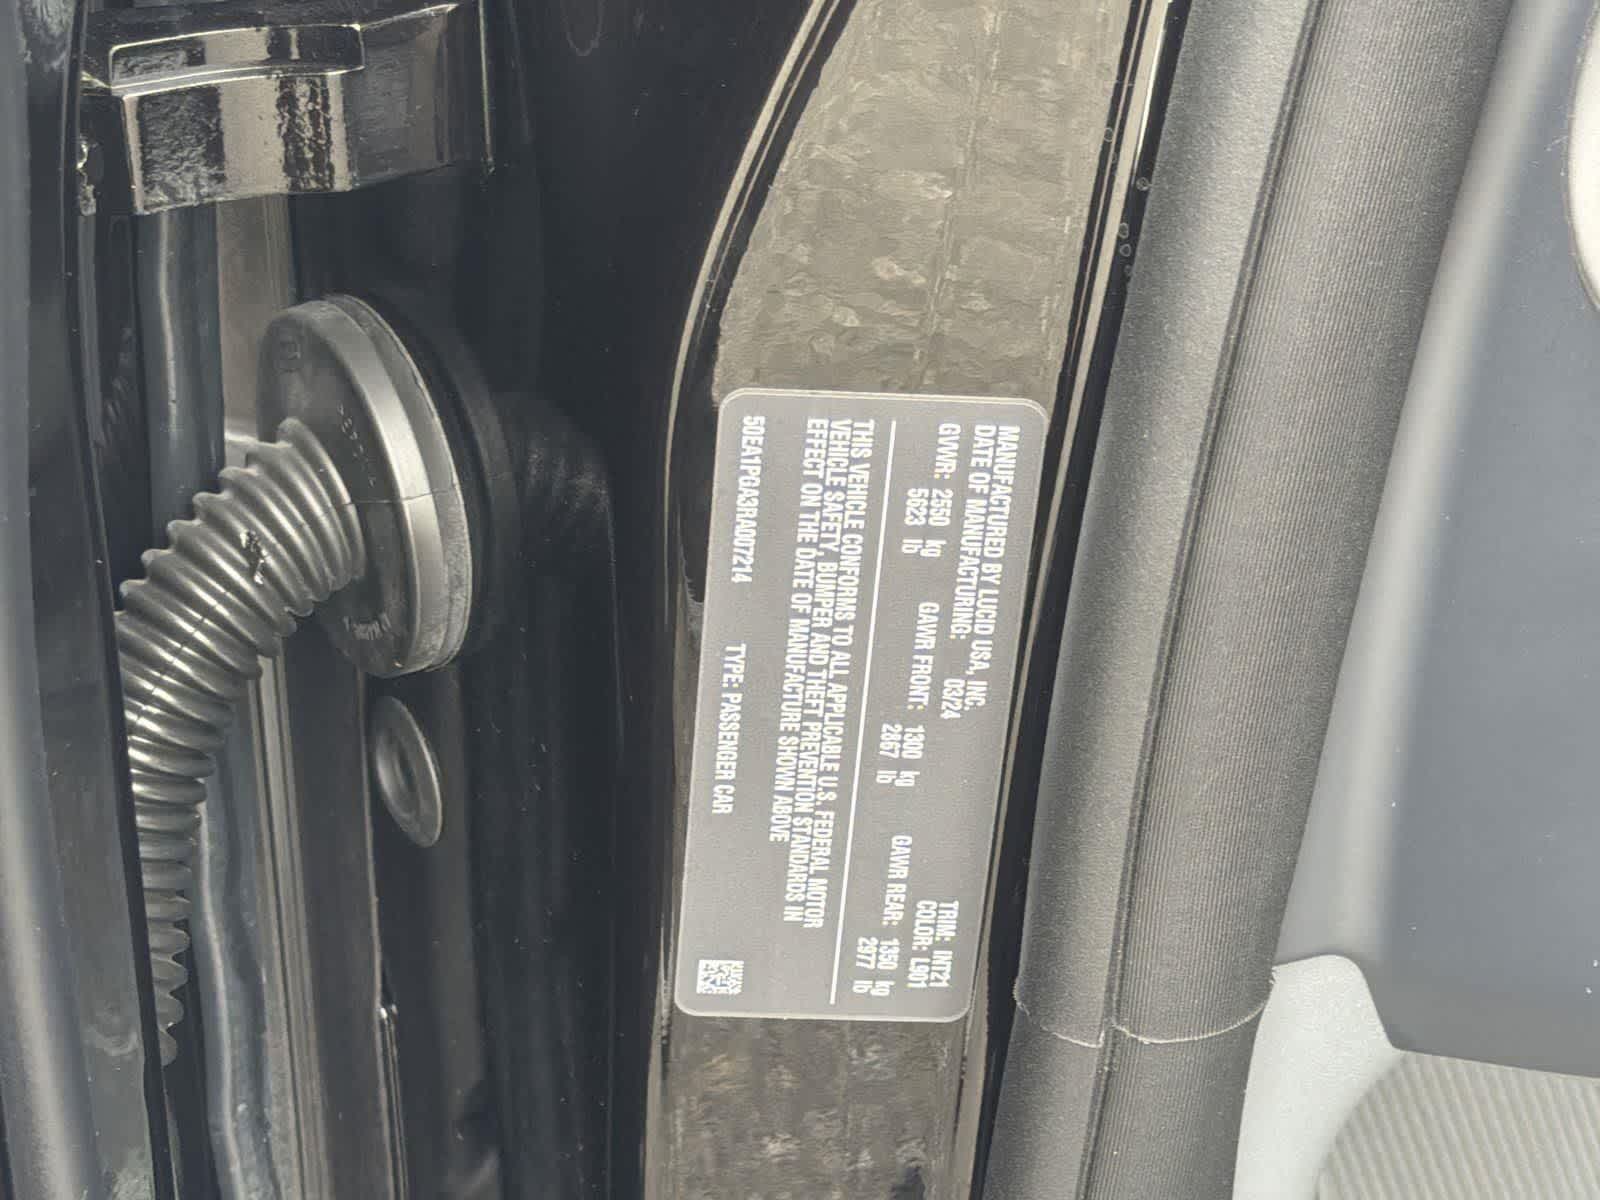 MANUFACTURED BY LUCID USA, INC.
DATE OF MANUFACTURING: 03/24 TRIM: INT21
COLOR: L901
GVWR: 2550 kg GAWR FRONT: 1300 kg GAWR REAR: 1350 kg
5623 lb 2867 lb 2977 lb
THIS VEHICLE CONFORMS TO ALL APPLICABLE U.S. FEDERAL MOTOR
VEHICLE SAFETY, BUMPER AND THEFT PREVENTION STANDARDS IN
EFFECT ON THE DATE OF MANUFACTURE SHOWN ABOVE
50EA1PGA3RA007214 TYPE: PASSENGER CAR